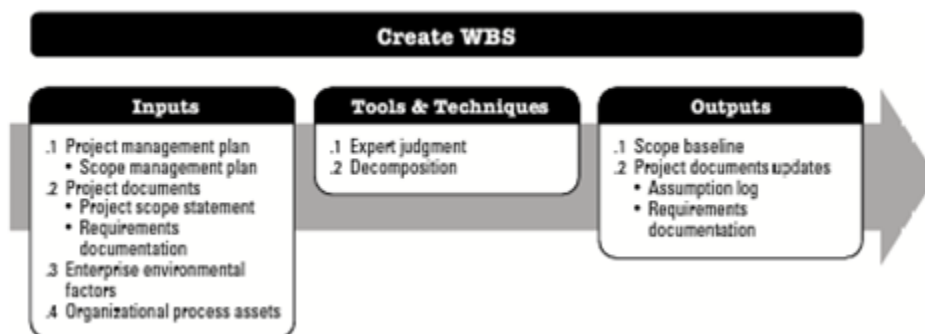 Create WBS
Inputs
.1 Project management plan
• Scope management plan
.2 Project documents
• Project scope statement
• Requirements
documentation
.3 Enterprise environmental
factors
.4 Organizational process assets
Tools & Techniques
.1 Expert judgment
.2 Decomposition
Outputs
.1 Scope baseline
.2 Project documents updates
• Assumption log
• Requirements
documentation